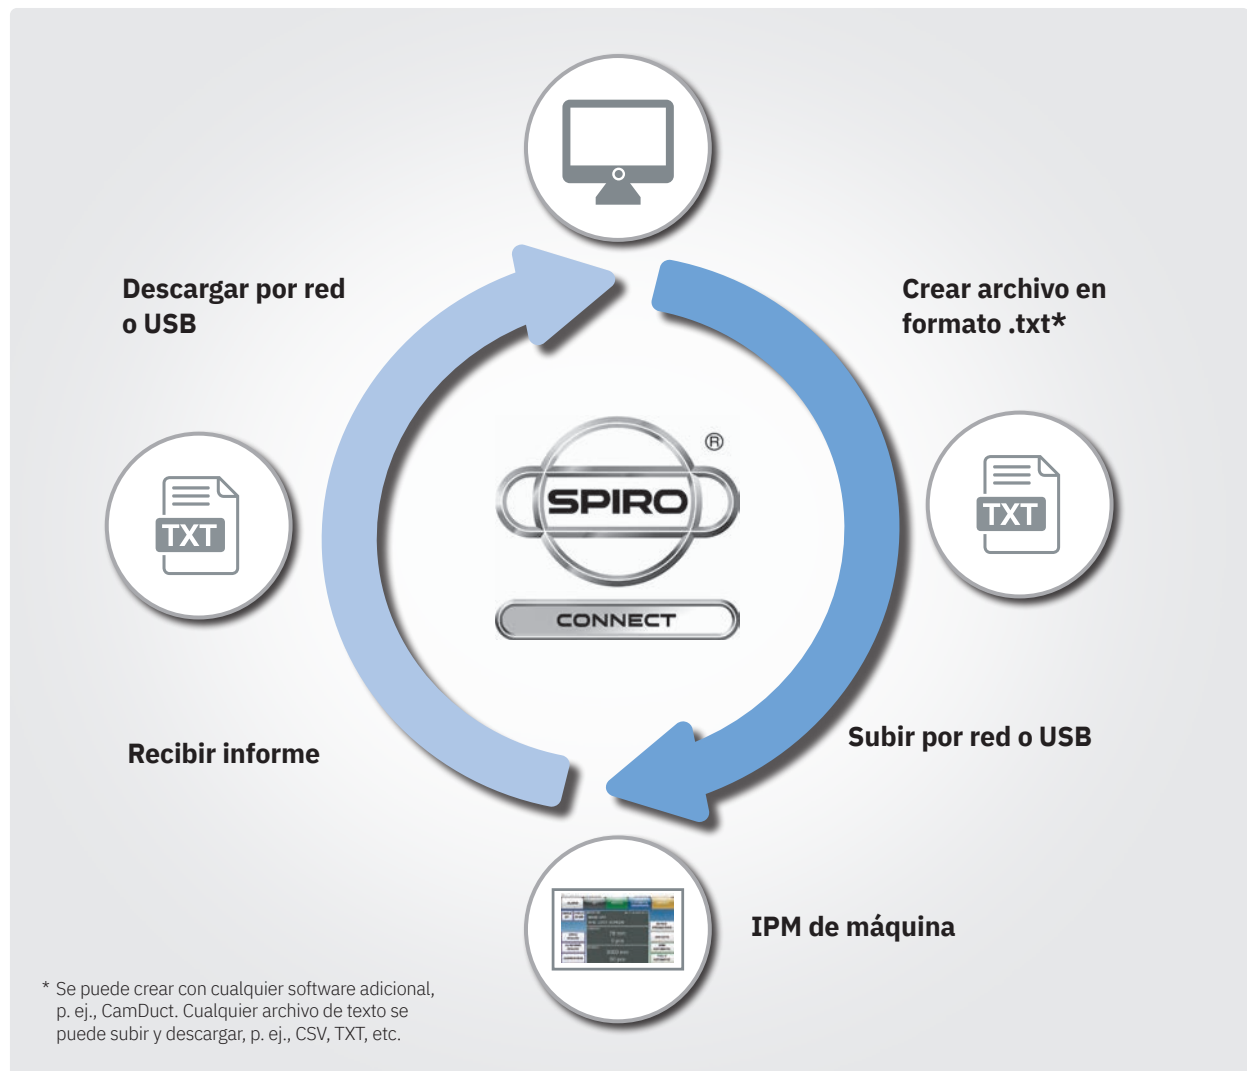 Descargar por red
o USB
Crear archivo en
formato .txt*
SPIRO
®
CONNECT
TXT
TXT
Recibir informe
Subir por red o USB
IPM de máquina
* Se puede crear con cualquier software adicional,
p. ej., CamDuct. Cualquier archivo de texto se
puede subir y descargar, p. ej., CSV, TXT, etc.